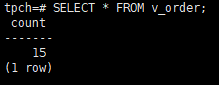 tpch=# SELECT * FROM v_order;
 count
-------
    15
(1 row)